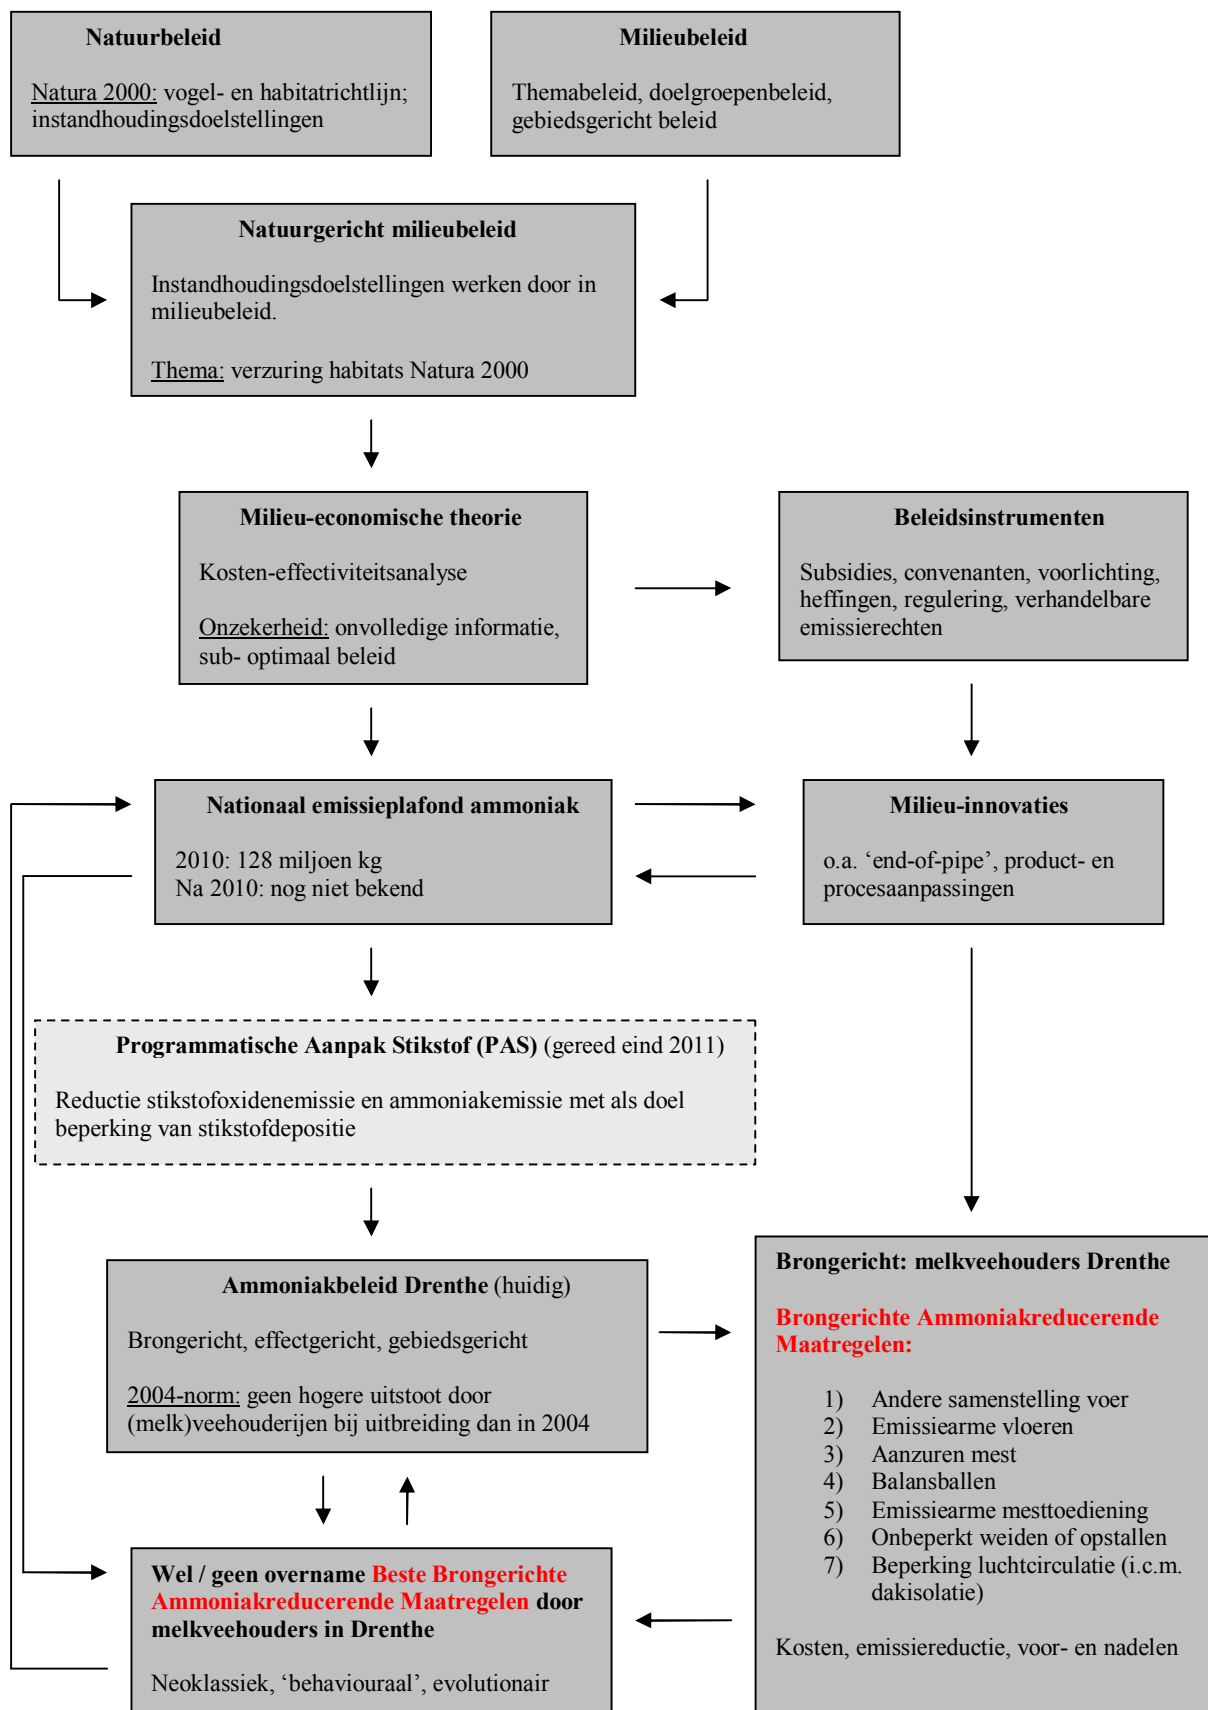 Natuurbeleid
Natura 2000: vogel- en habitatrichtlijn;
instandhoudingsdoelstellingen
Milieubeleid
Themabeleid, doelgroepenbeleid,
gebiedsgericht beleid
Natuurgericht milieubeleid
Instandhoudingsdoelstellingen werken door in
milieubeleid.
Thema: verzuring habitats Natura 2000
Milieu-economische theorie
Kosten-effectiviteitsanalyse
Onzekerheid: onvolledige informatie,
sub- optimaal beleid
Beleidsinstrumenten
Subsidies, convenanten, voorlichting,
heffingen, regulering, verhandelbare
emissierechten
Nationaal emissieplafond ammoniak
2010: 128 miljoen kg
Na 2010: nog niet bekend
Milieu-innovaties
o.a. ‘end-of-pipe’, product- en
procesaanpassingen
Programmatische Aanpak Stikstof (PAS) (gereed eind 2011)
Reductie stikstofoxidenemissie en ammoniakemissie met als doel
beperking van stikstofdepositie
Ammoniakbeleid Drenthe (huidig)
Brongericht, effectgericht, gebiedsgericht
2004-norm: geen hogere uitstoot door
(melk)veehouderijen bij uitbreiding dan in 2004
Brongericht: melkveehouders Drenthe
Brongerichte Ammoniakreducerende
Maatregelen:
1) Andere samenstelling voer
2) Emissiearme vloeren
3) Aanzuren mest
4) Balansballen
5) Emissiearme mesttoediening
6) Onbeperkt weiden of opstallen
7) Beperking luchtcirculatie (i.c.m.
dakisolatie)
Kosten, emissiereductie, voor- en nadelen
Wel / geen overname Beste Brongerichte
Ammoniakreducerende Maatregelen door
melkveehouders in Drenthe
Neoklassiek, ‘behaviouraal’, evolutionair